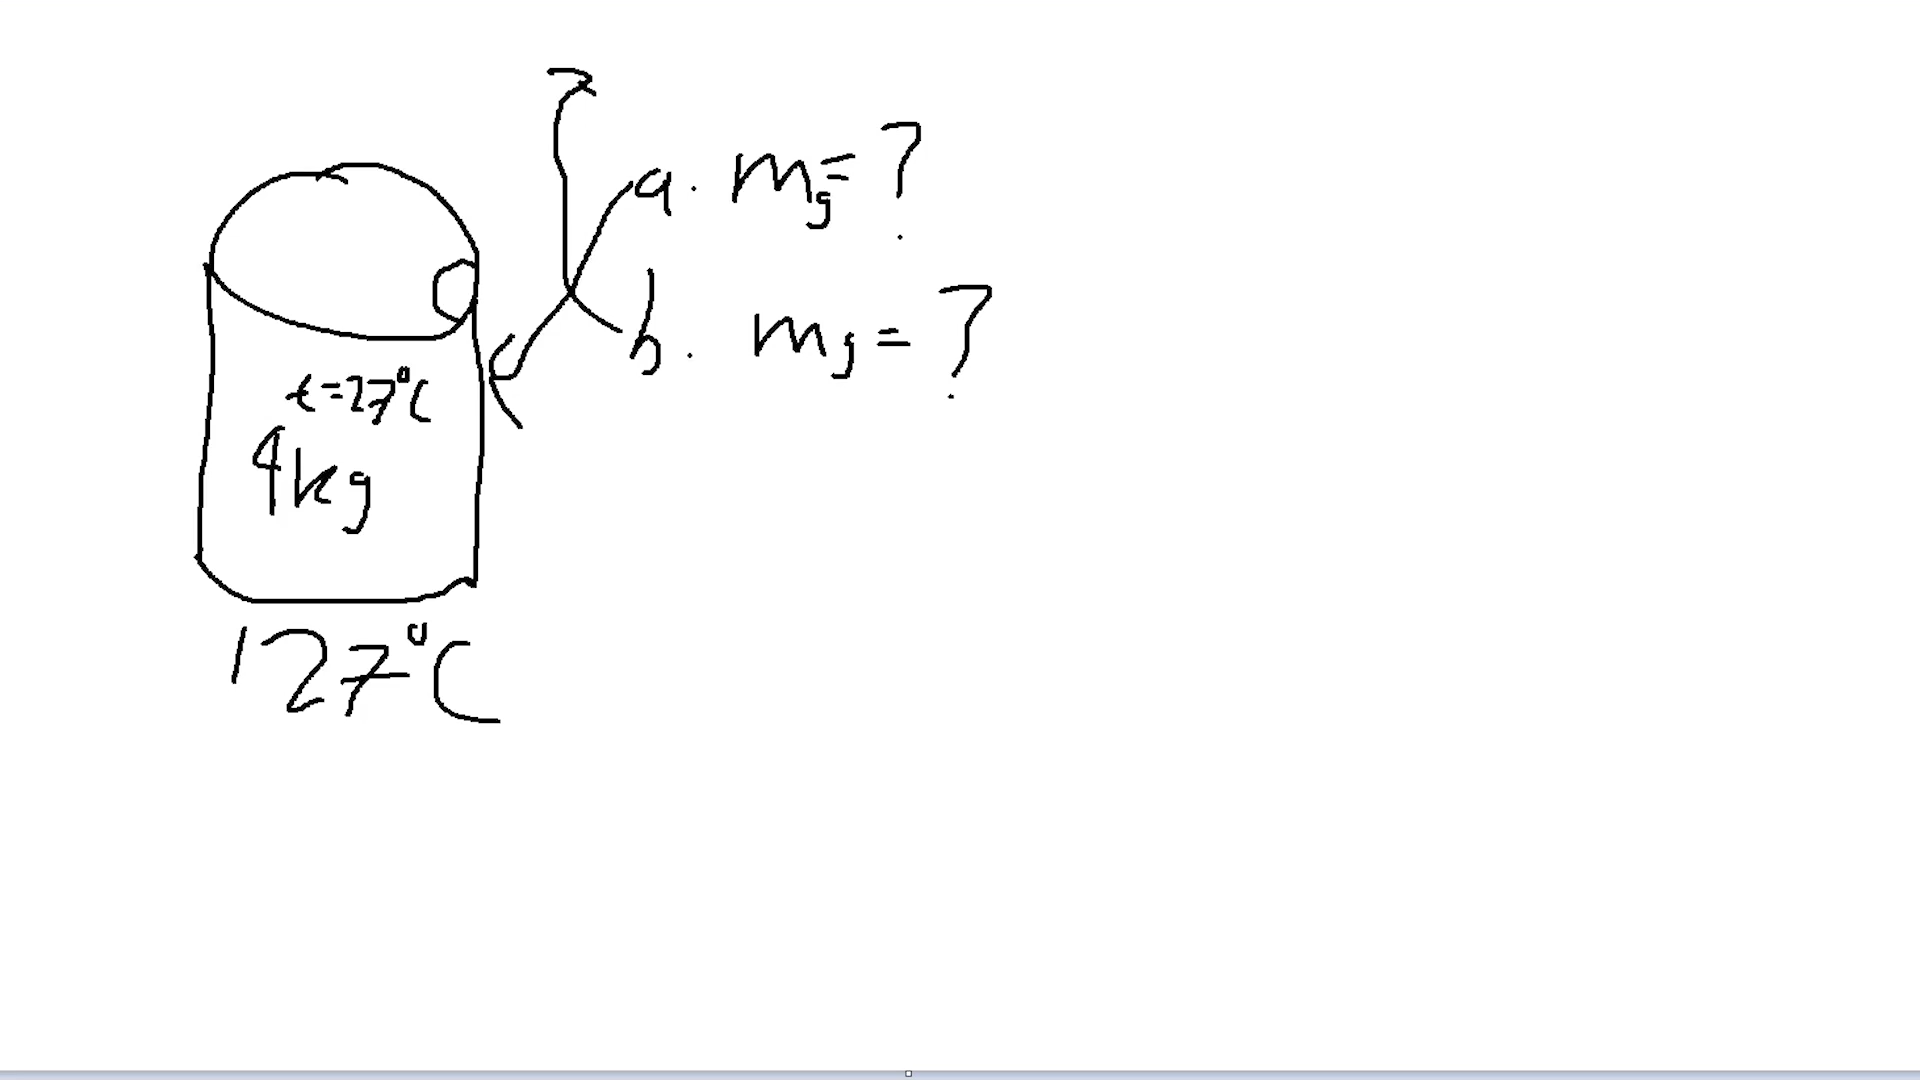 a. mg = ?
b. mg = ?
t=27°C
4kg
127°C